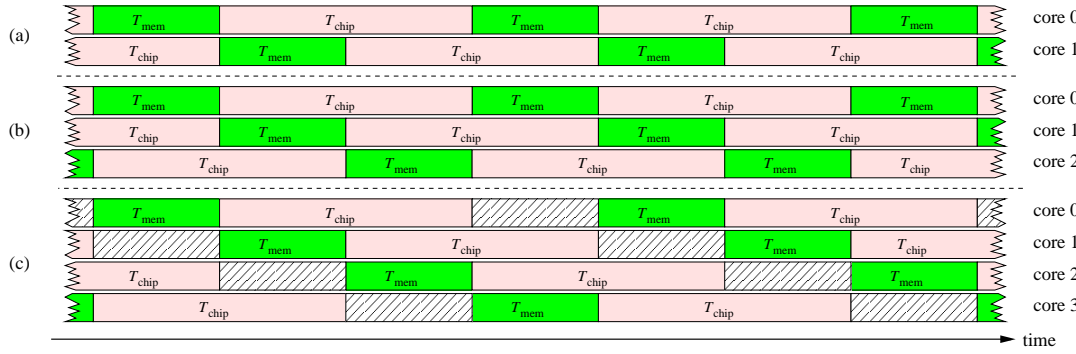 T_mem T_chip T_mem T_chip T_mem core 0
(a)
T_chip T_mem T_chip T_mem T_chip core 1
T_mem T_chip T_mem T_chip T_mem core 0
(b) T_chip T_mem T_chip T_mem T_chip core 1
T_chip T_mem T_chip T_mem T_chip core 2
T_mem T_chip T_mem T_chip core 0
T_mem T_chip T_mem T_chip core 1
(c)
T_chip T_mem T_chip T_mem core 2
T_chip T_mem T_chip core 3
time